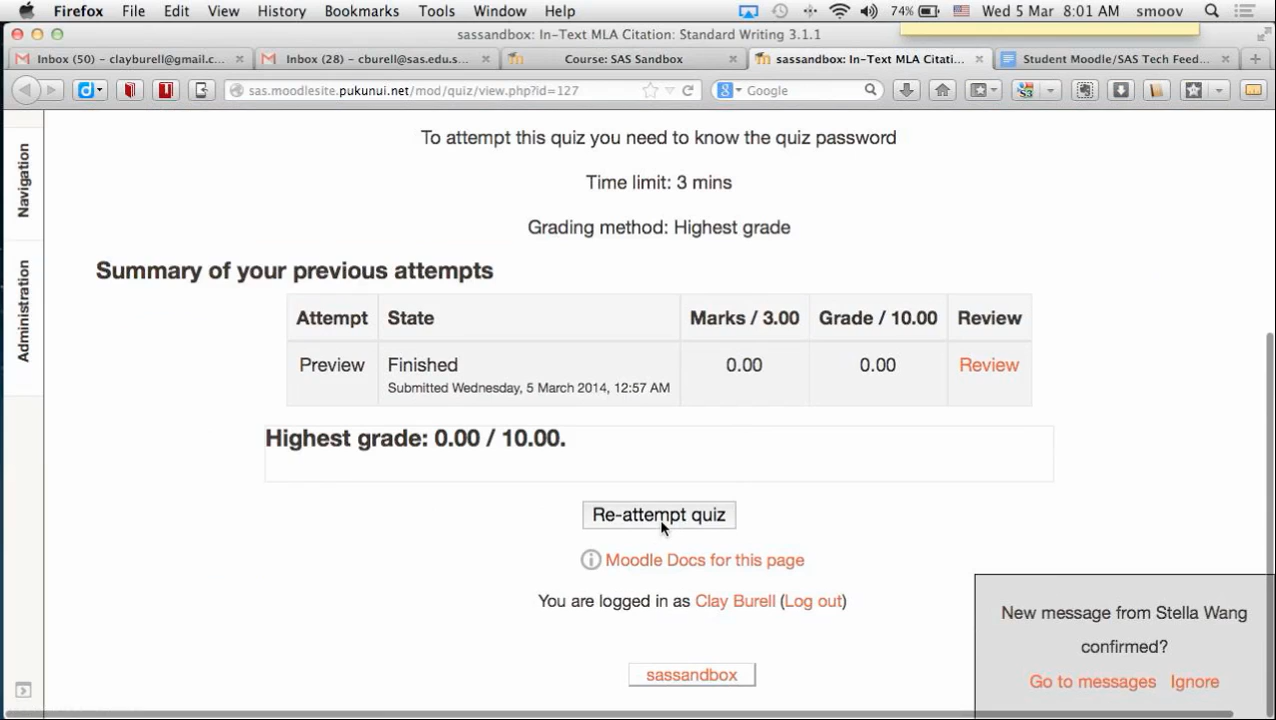 Firefox File Edit View History Bookmarks Tools Window Help 74% Wed 5 Mar 8:01 AM smoov
sassandbox: In-Text MLA Citation: Standard Writing 3.1.1
Inbox (50) - clayburell@gmail.c... Inbox (28) - cburell@sas.edu.s... Course: SAS Sandbox sassandbox: In-Text MLA Citati... Student Moodle/SAS Tech Feed...
sas.moodlesite.pukunui.net/mod/quiz/view.php?id=127 Google
Navigation
Administration
To attempt this quiz you need to know the quiz password
Time limit: 3 mins
Grading method: Highest grade
Summary of your previous attempts
Attempt State Marks / 3.00 Grade / 10.00 Review
Preview Finished 0.00 0.00 Review
Submitted Wednesday, 5 March 2014, 12:57 AM
Highest grade: 0.00 / 10.00.
Re-attempt quiz
Moodle Docs for this page
You are logged in as Clay Burell (Log out)
sassandbox
New message from Stella Wang
confirmed?
Go to messages Ignore